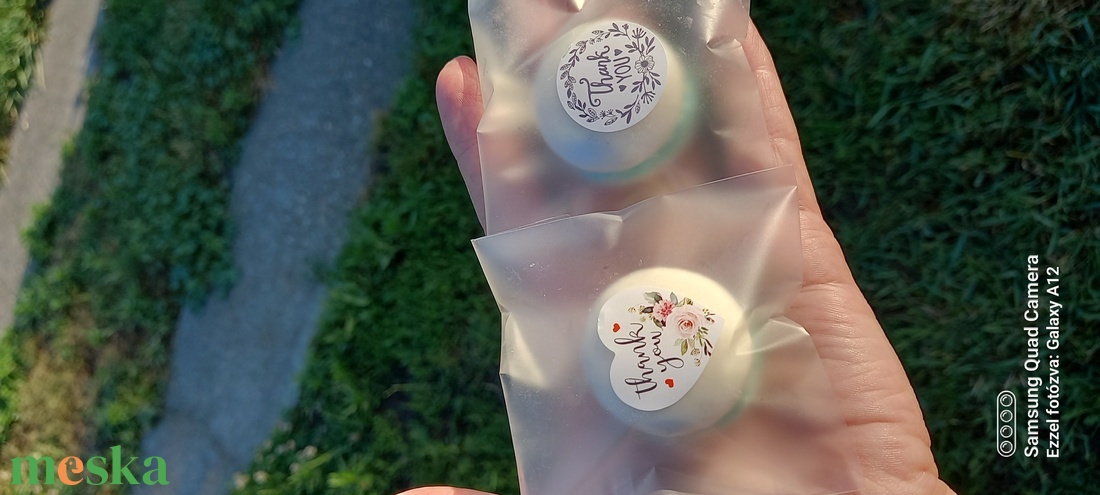 Thank
YOU
thank
you
meska
Samsung Quad Camera
Ezzel fotózva: Galaxy A12